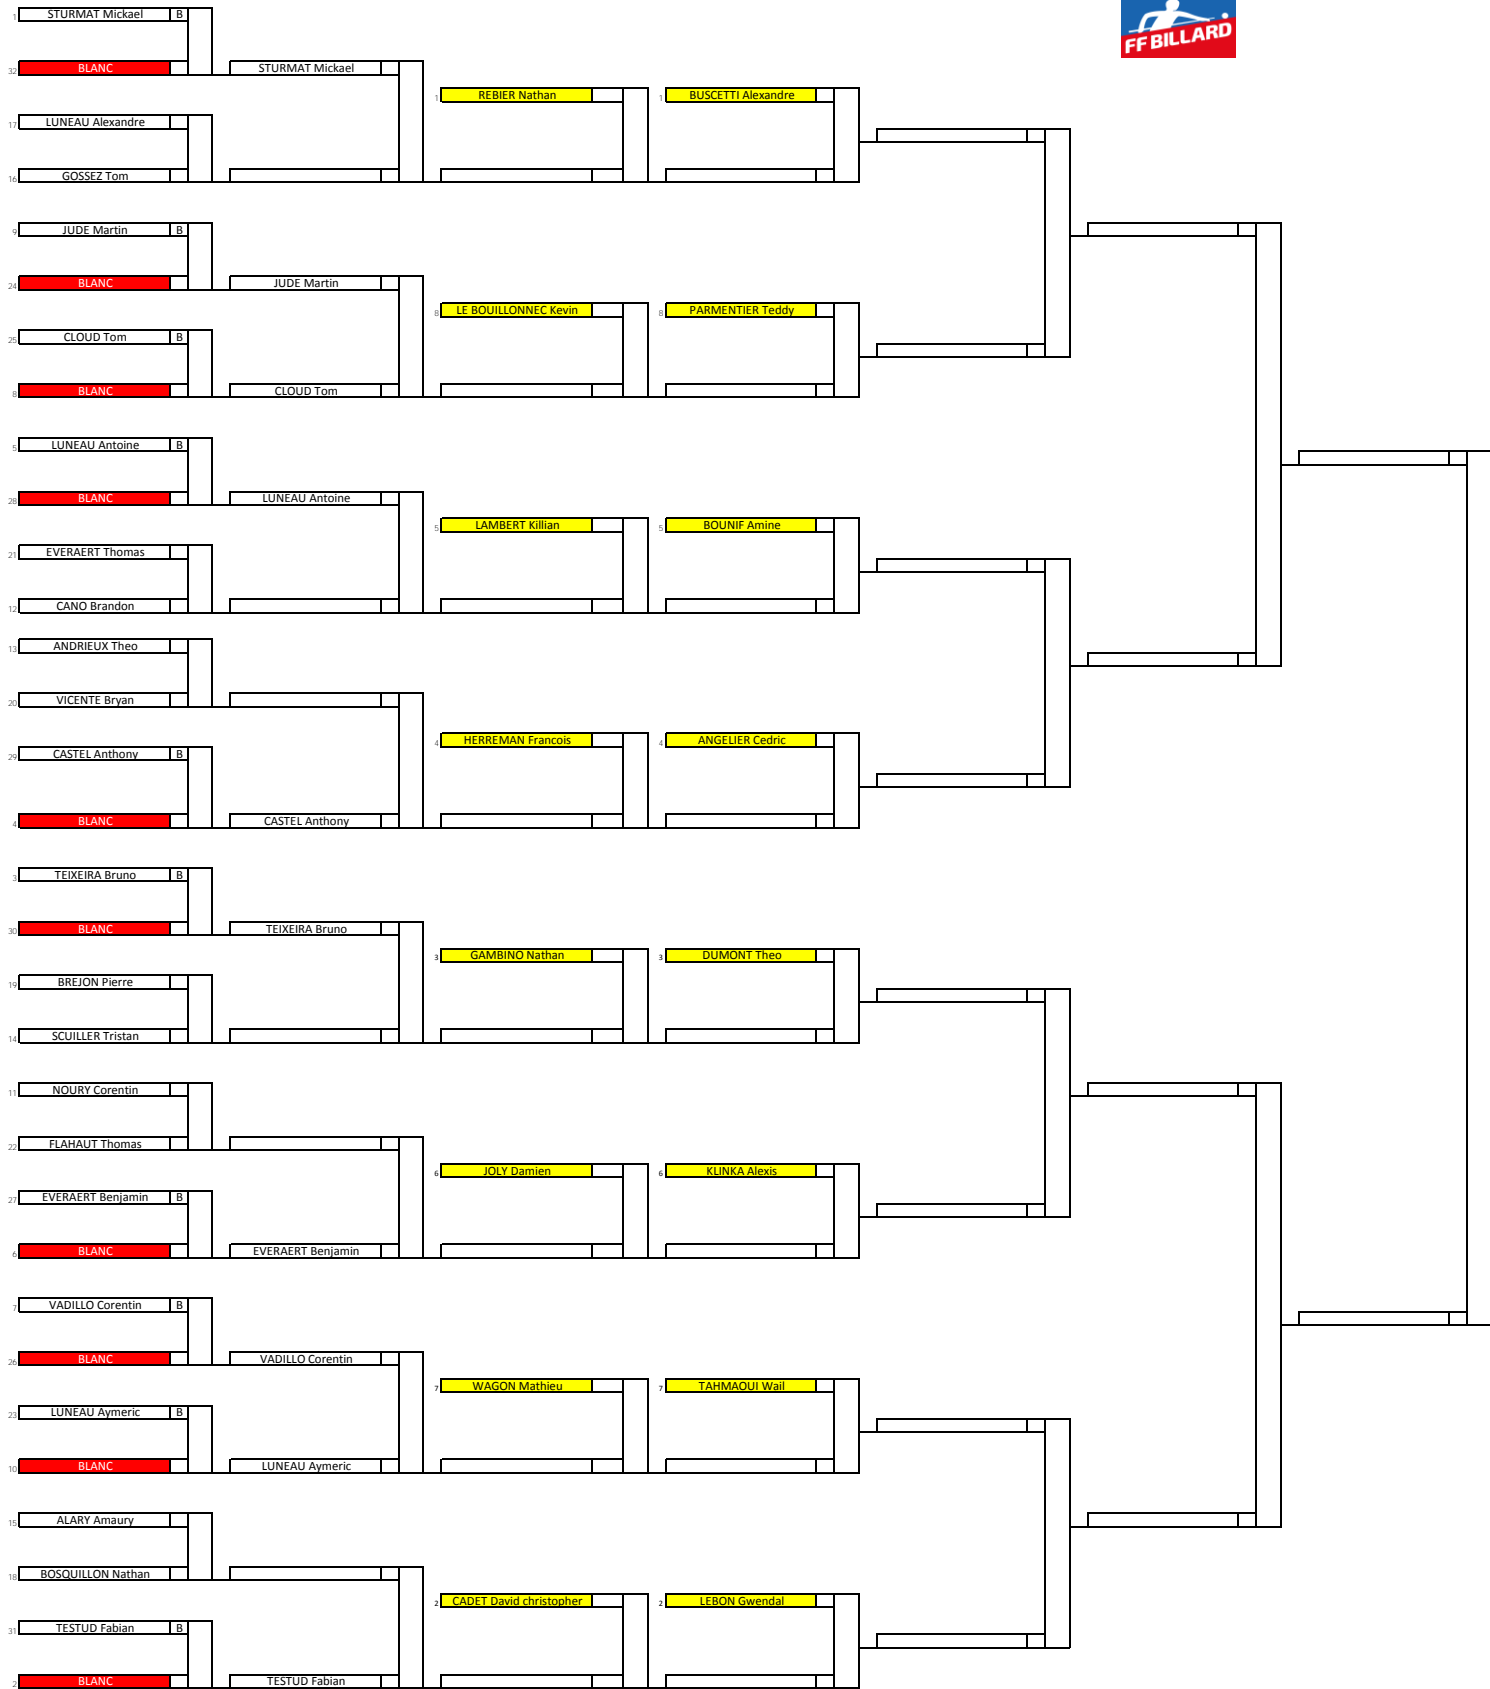 FF BILLARD
1 STURMAT Mickael B
32 BLANC STURMAT Mickael
1 REBIER Nathan 1 BUSCETTI Alexandre
17 LUNEAU Alexandre
16 GOSSEZ Tom
9 JUDE Martin B
24 BLANC JUDE Martin
8 LE BOUILLONNEC Kevin 8 PARMENTIER Teddy
25 CLOUD Tom B
8 BLANC CLOUD Tom
5 LUNEAU Antoine B
28 BLANC LUNEAU Antoine
5 LAMBERT Killian 5 BOUNIF Amine
21 EVERAERT Thomas
12 CANO Brandon
13 ANDRIEUX Theo
20 VICENTE Bryan
4 HERREMAN Francois 4 ANGELIER Cedric
29 CASTEL Anthony B
4 BLANC CASTEL Anthony
3 TEIXEIRA Bruno B
30 BLANC TEIXEIRA Bruno
3 GAMBINO Nathan 3 DUMONT Theo
19 BREJON Pierre
14 SCUILLER Tristan
11 NOURY Corentin
22 FLAHAUT Thomas
6 JOLY Damien 6 KLINKA Alexis
27 EVERAERT Benjamin B
6 BLANC EVERAERT Benjamin
7 VADILLO Corentin B
26 BLANC VADILLO Corentin
7 WAGON Mathieu 7 TAHMAOUI Wail
23 LUNEAU Aymeric B
10 BLANC LUNEAU Aymeric
15 ALARY Amaury
18 BOSQUILLON Nathan
2 CADET David christopher 2 LEBON Gwendal
31 TESTUD Fabian B
2 BLANC TESTUD Fabian